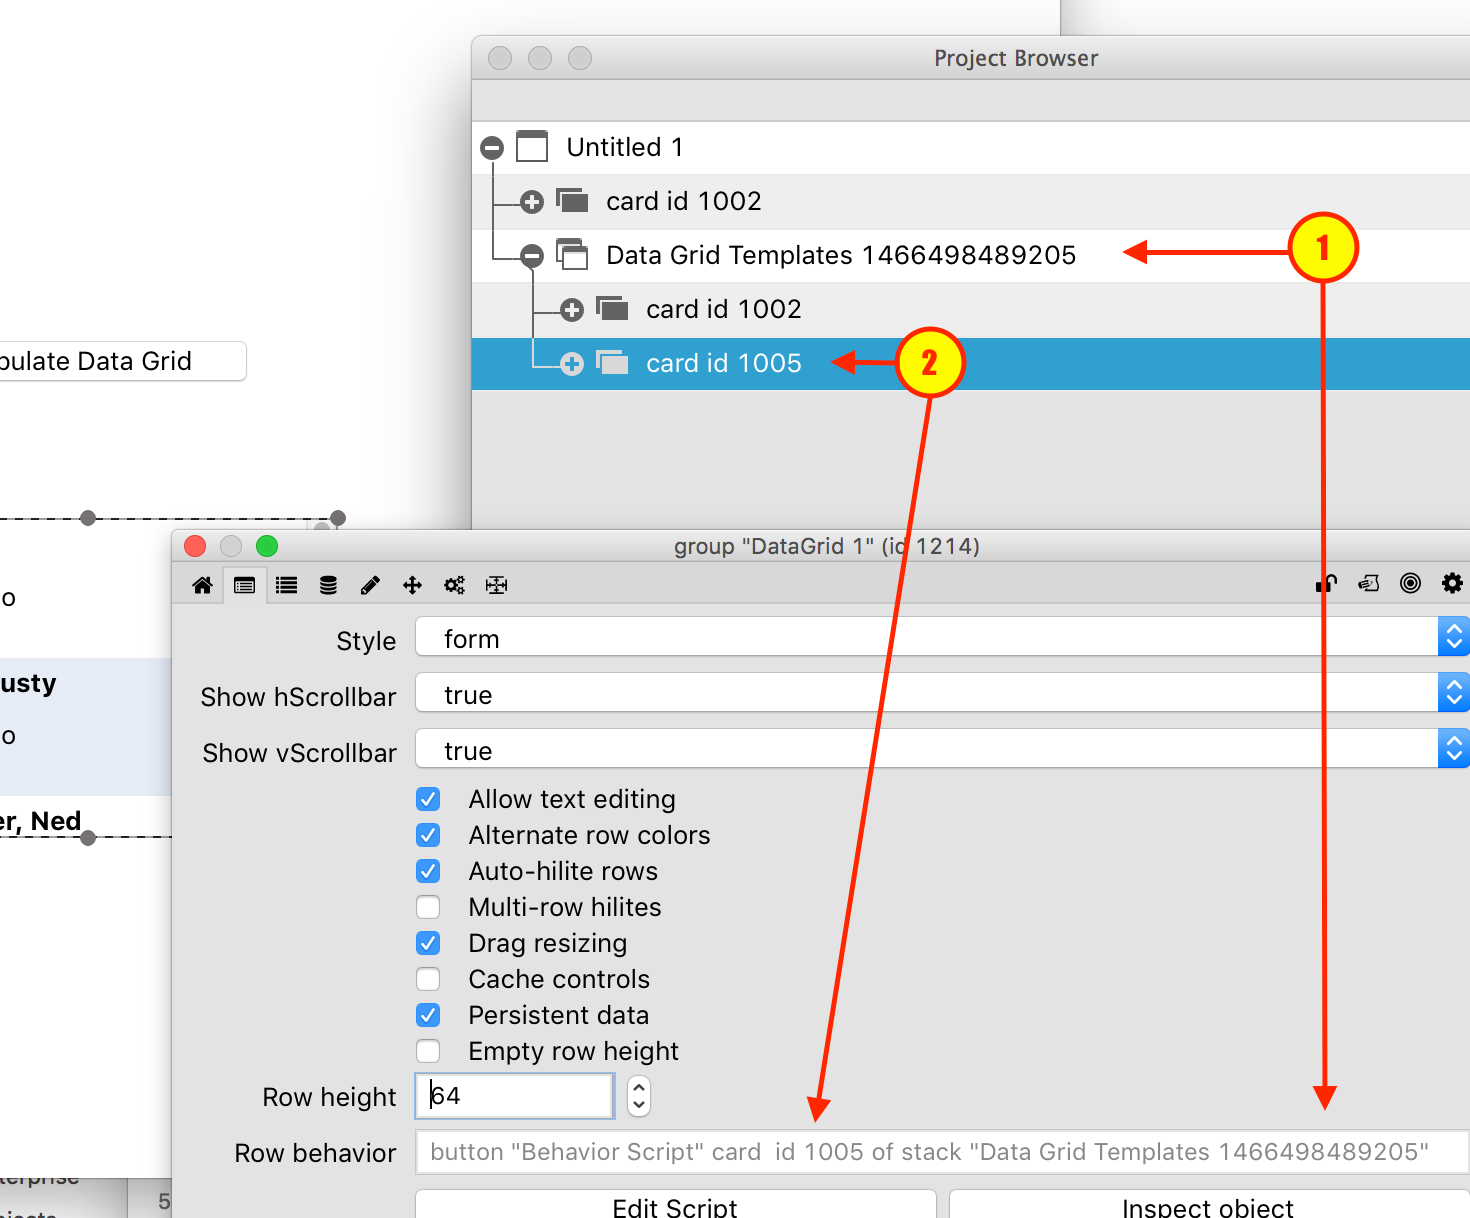 Project Browser
Untitled 1
card id 1002
Data Grid Templates 1466498489205
1
card id 1002
card id 1005
2
pulate Data Grid
group "DataGrid 1" (id 1214)
o
Style
form
usty
Show hScrollbar
true
o
Show vScrollbar
true
Allow text editing
er, Ned
Alternate row colors
Auto-hilite rows
Multi-row hilites
Drag resizing
Cache controls
Persistent data
Empty row height
Row height
64
Row behavior
button "Behavior Script" card  id 1005 of stack "Data Grid Templates 1466498489205"
5
Edit Script
Inspect object